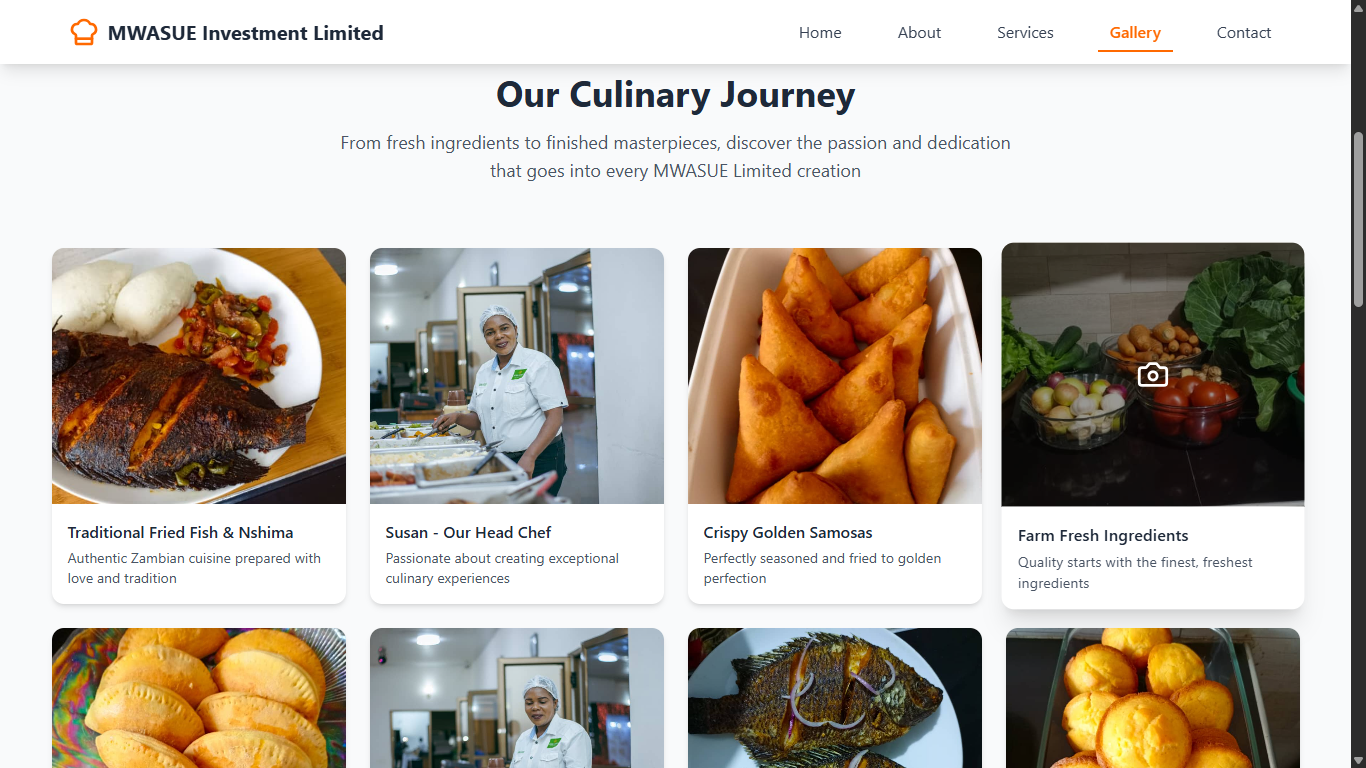 MWASUE Investment Limited
Home
About
Services
Gallery
Contact
Our Culinary Journey
From fresh ingredients to finished masterpieces, discover the passion and dedication
that goes into every MWASUE Limited creation
Traditional Fried Fish & Nshima
Authentic Zambian cuisine prepared with
love and tradition
Susan - Our Head Chef
Passionate about creating exceptional
culinary experiences
Crispy Golden Samosas
Perfectly seasoned and fried to golden
perfection
Farm Fresh Ingredients
Quality starts with the finest, freshest
ingredients